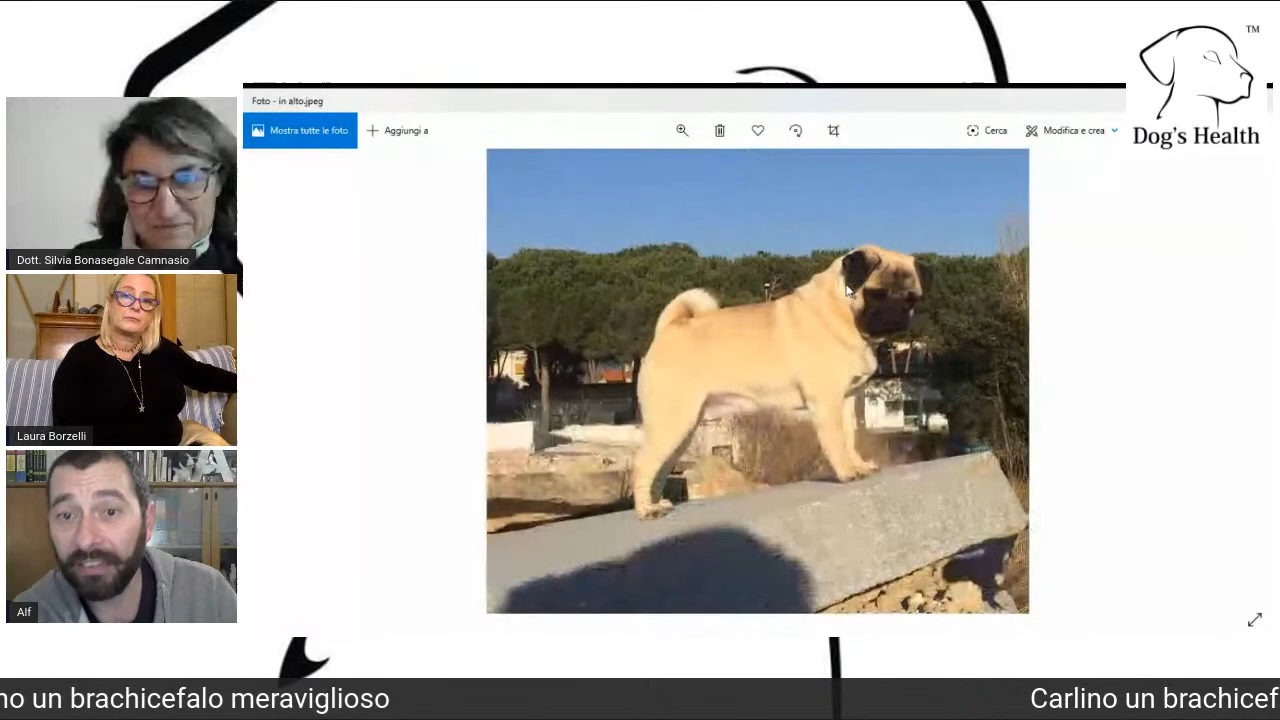 TM
Dog's Health
Foto - in alto.jpeg
Mostra tutte le foto
Aggiungi a
Cerca
Modifica e crea
Dott. Silvia Bonasegale Camnasio
Laura Borzelli
A
Alf
no un brachicefalo meraviglioso
Carlino un brachicef